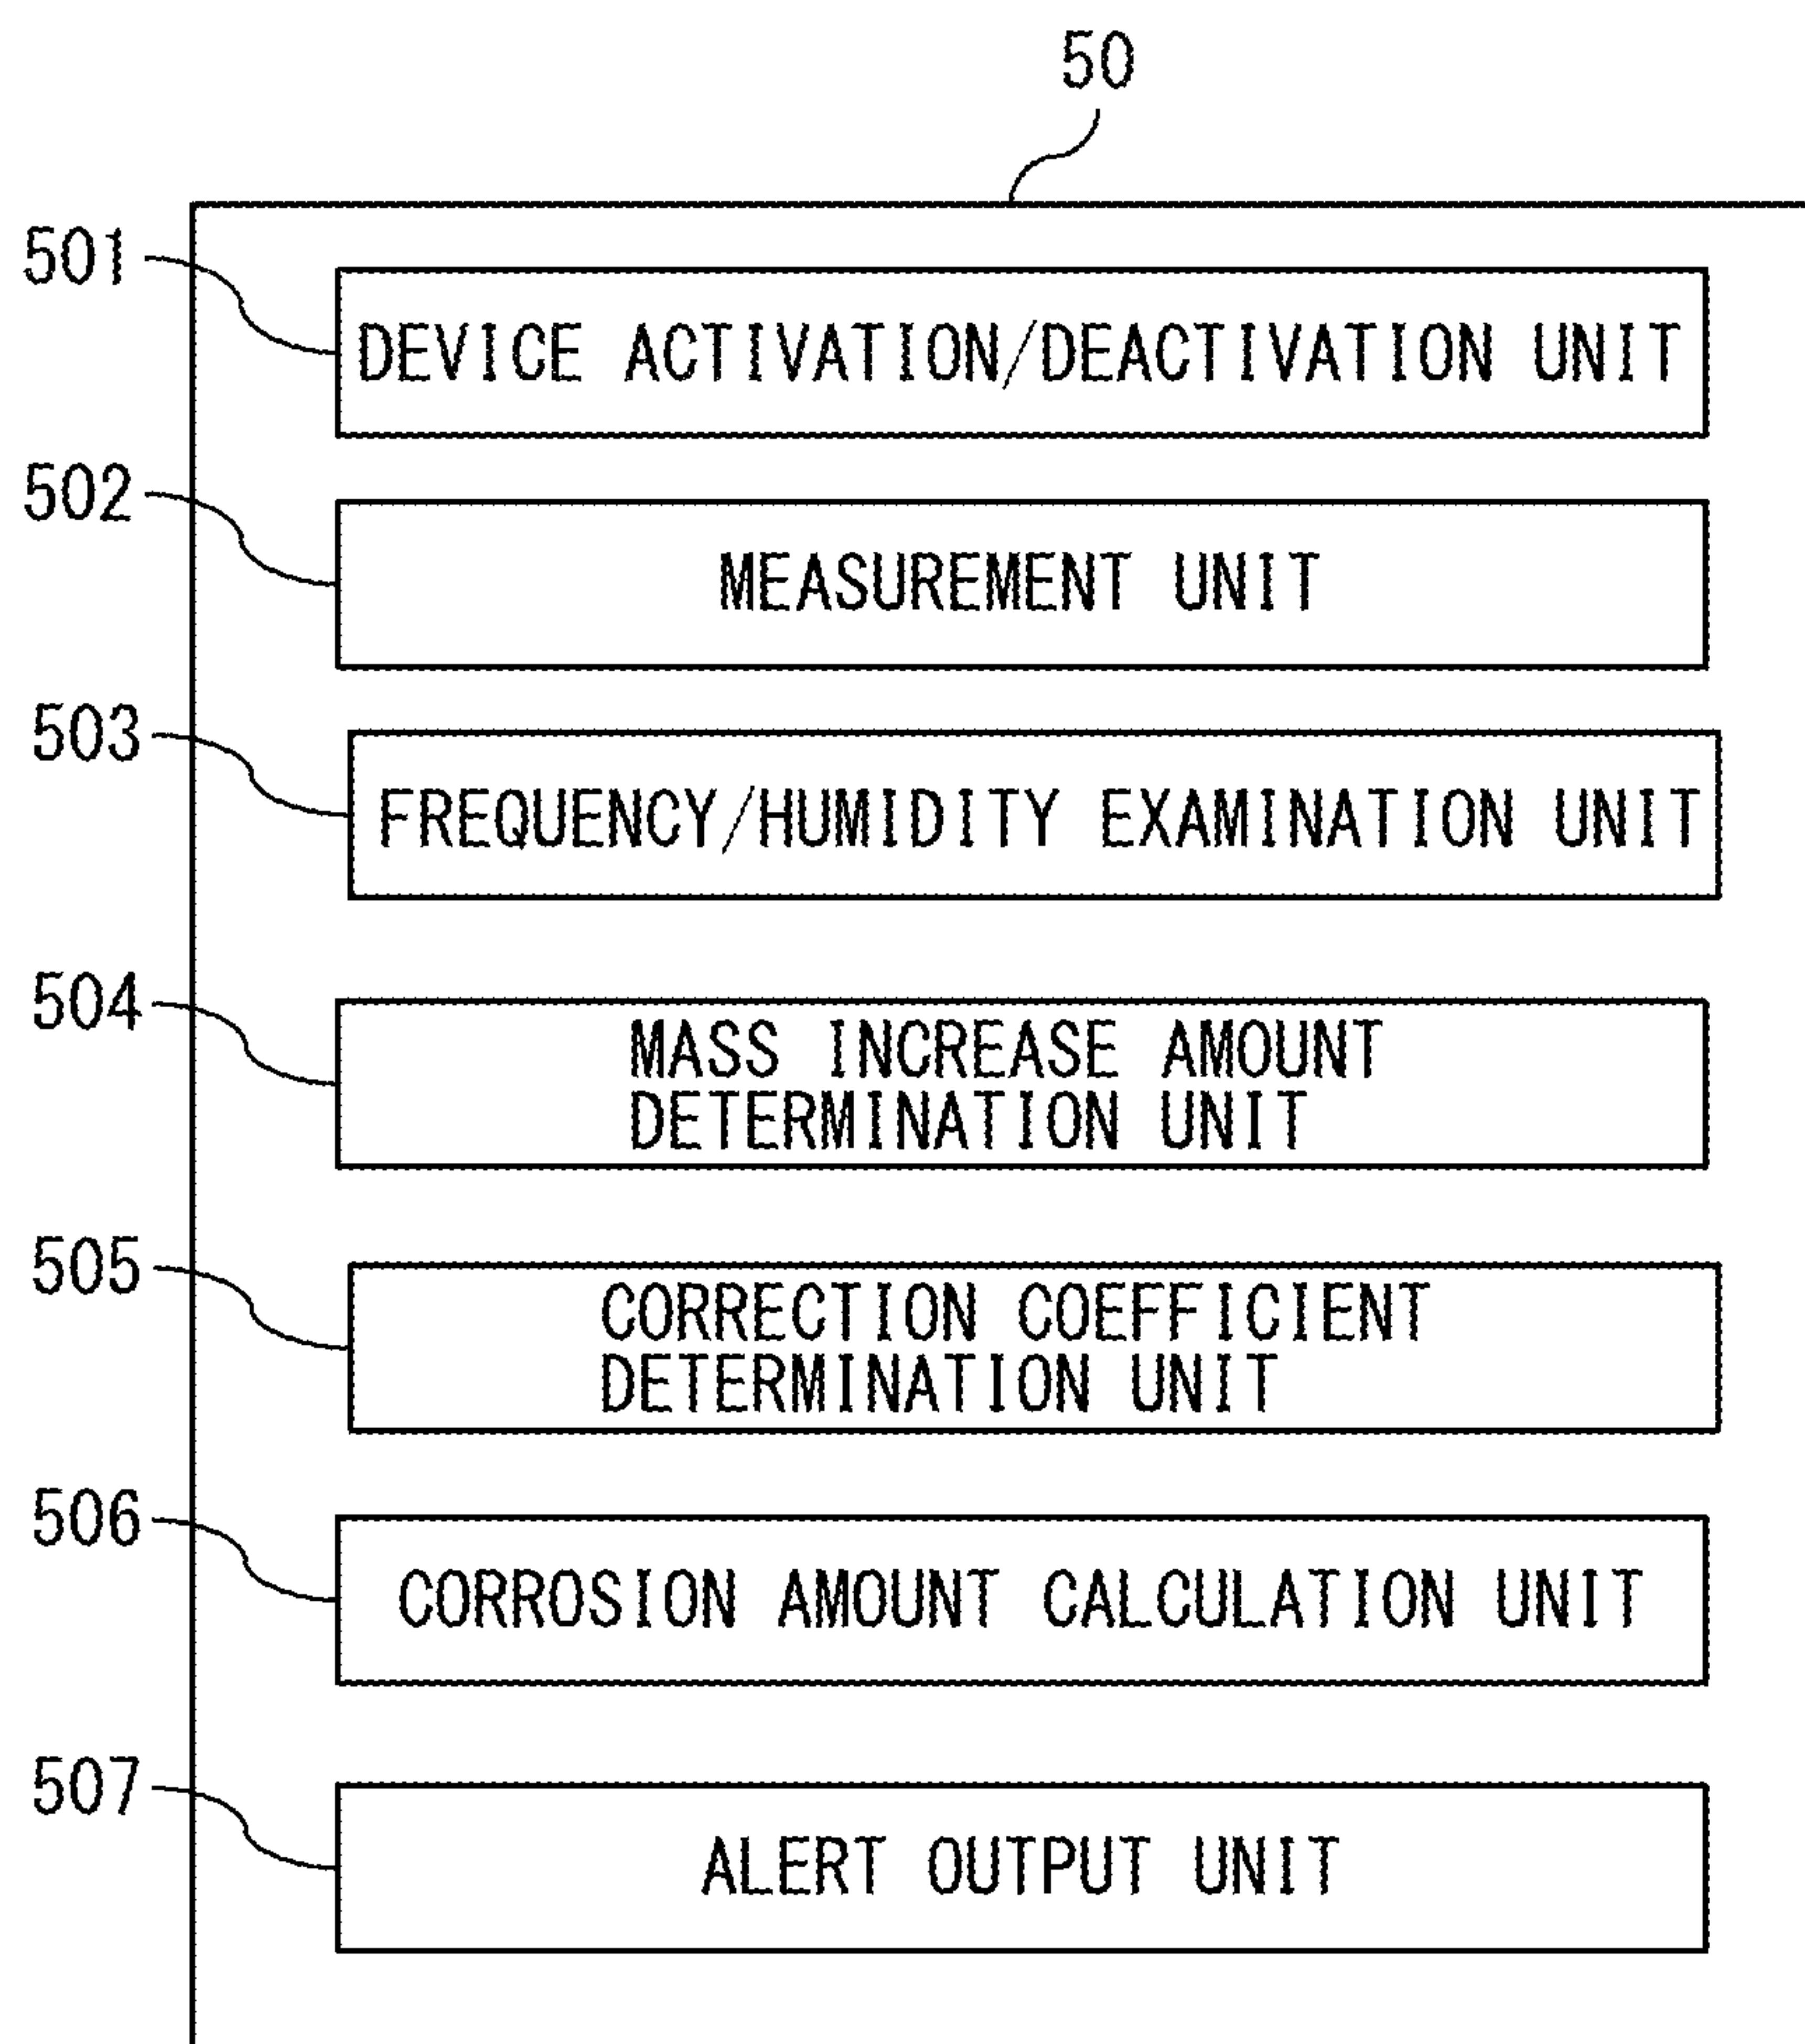 50
501
DEVICE ACTIVATION/DEACTIVATION UNIT
502
MEASUREMENT UNIT
503
FREQUENCY/HUMIDITY EXAMINATION UNIT
504
MASS INCREASE AMOUNT
DETERMINATION UNIT
505
CORRECTION COEFFICIENT
DETERMINATION UNIT
506
CORROSION AMOUNT CALCULATION UNIT
507
ALERT OUTPUT UNIT